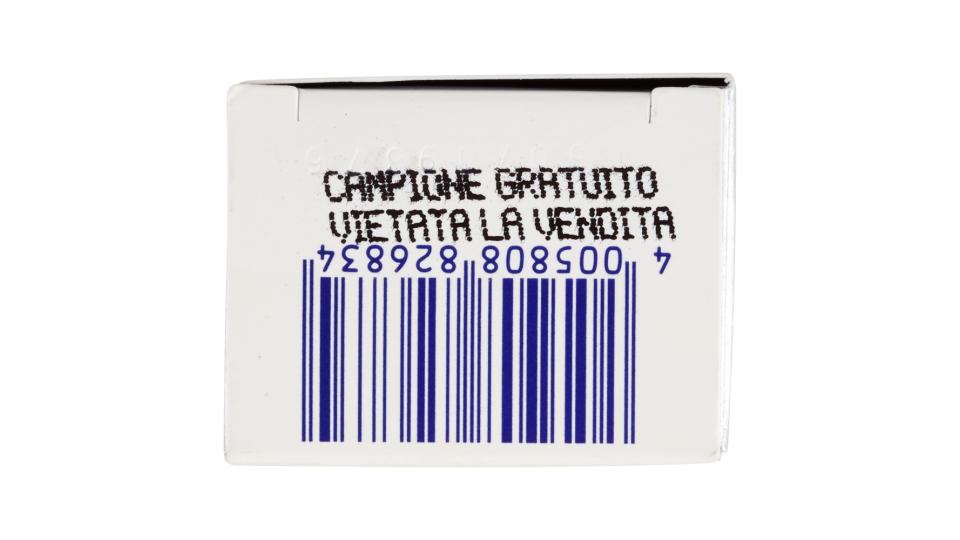 CAMPIONE GRATUITO
VIETATA LA VENDITA
4 005808 826834